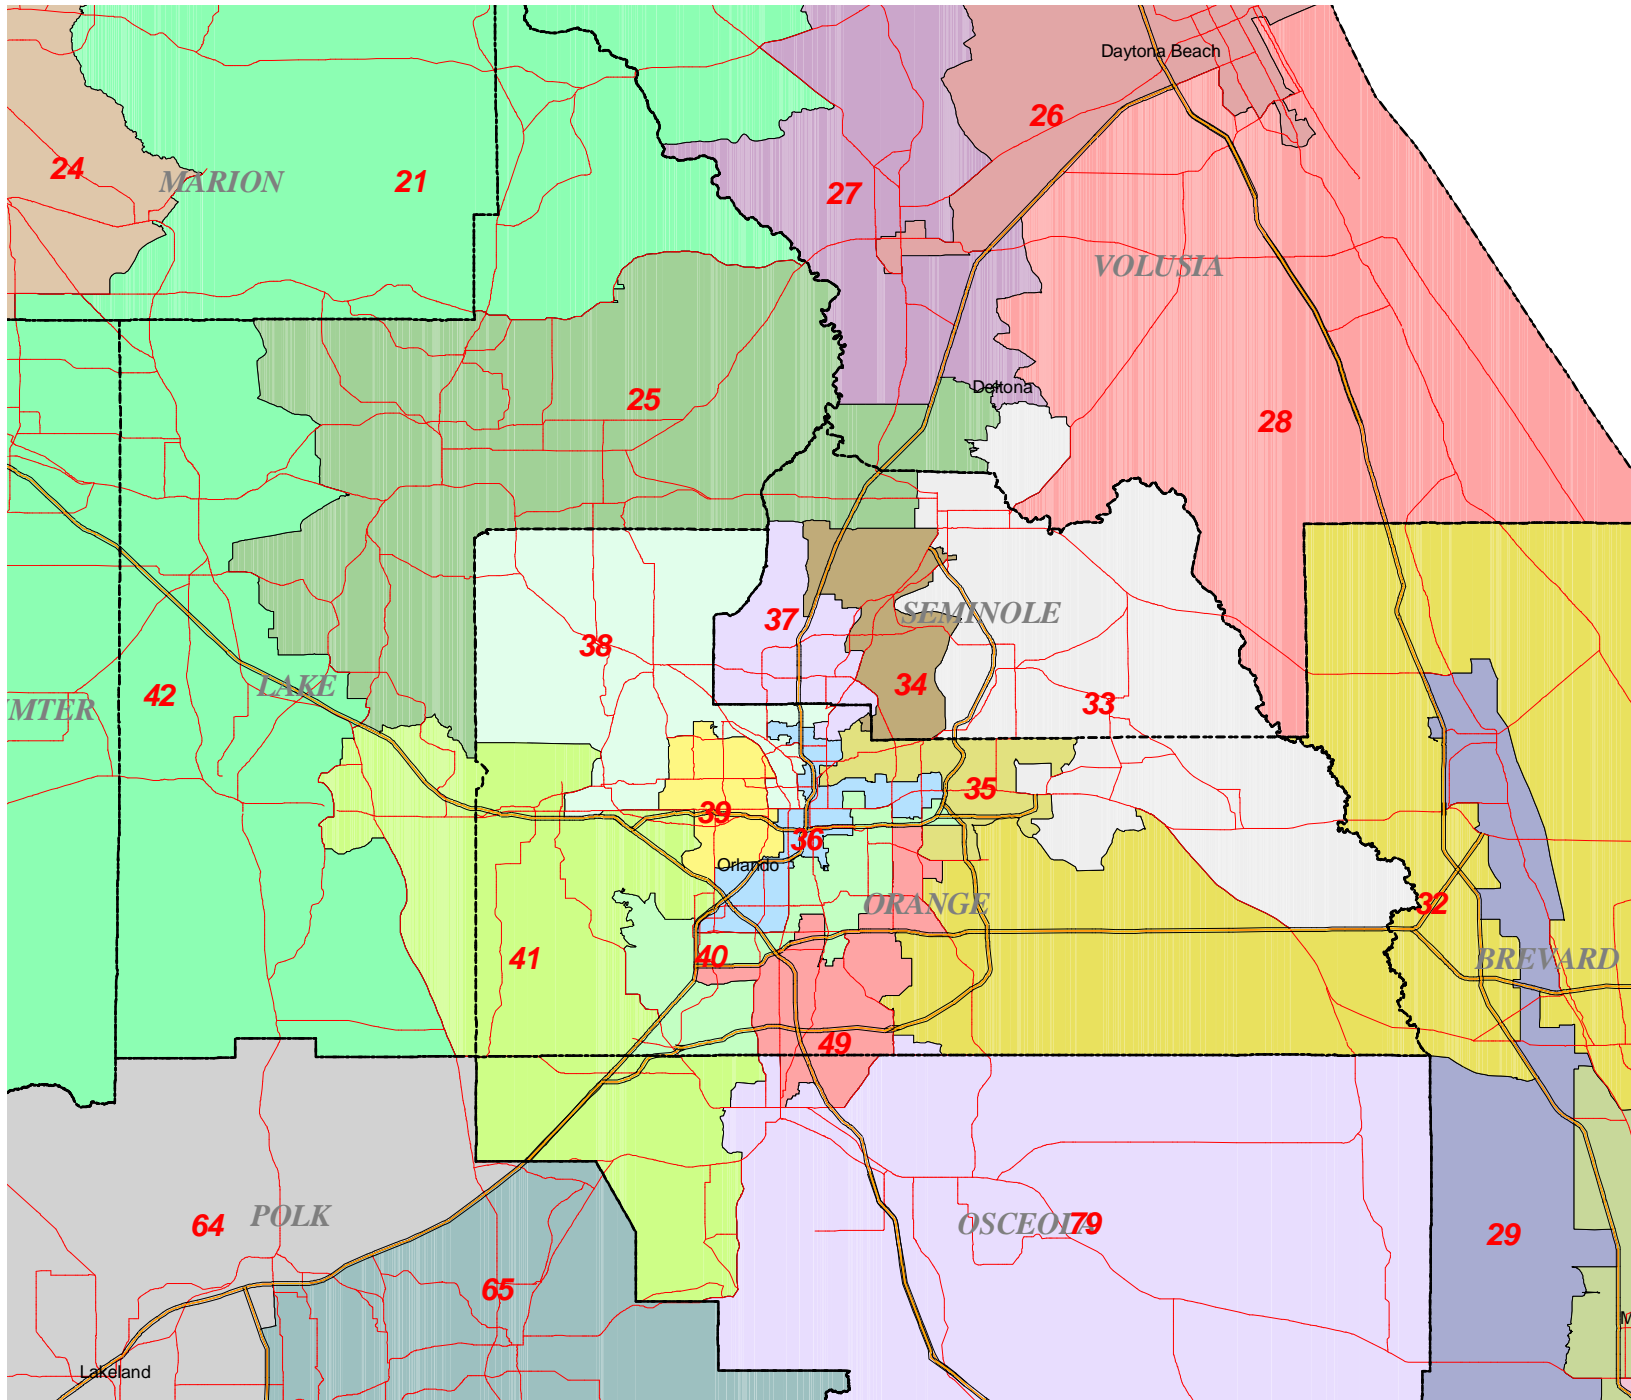 Daytona Beach
26
24
MARION
21
27
VOLUSIA
25
Deltona
28
37
SEMINOLE
38
34
42
LAKE
33
MTER
35
39
36
Orlando
ORANGE
32
41
40
BREVARD
49
64
POLK
OSCEOLA
79
29
65
M
Lakeland